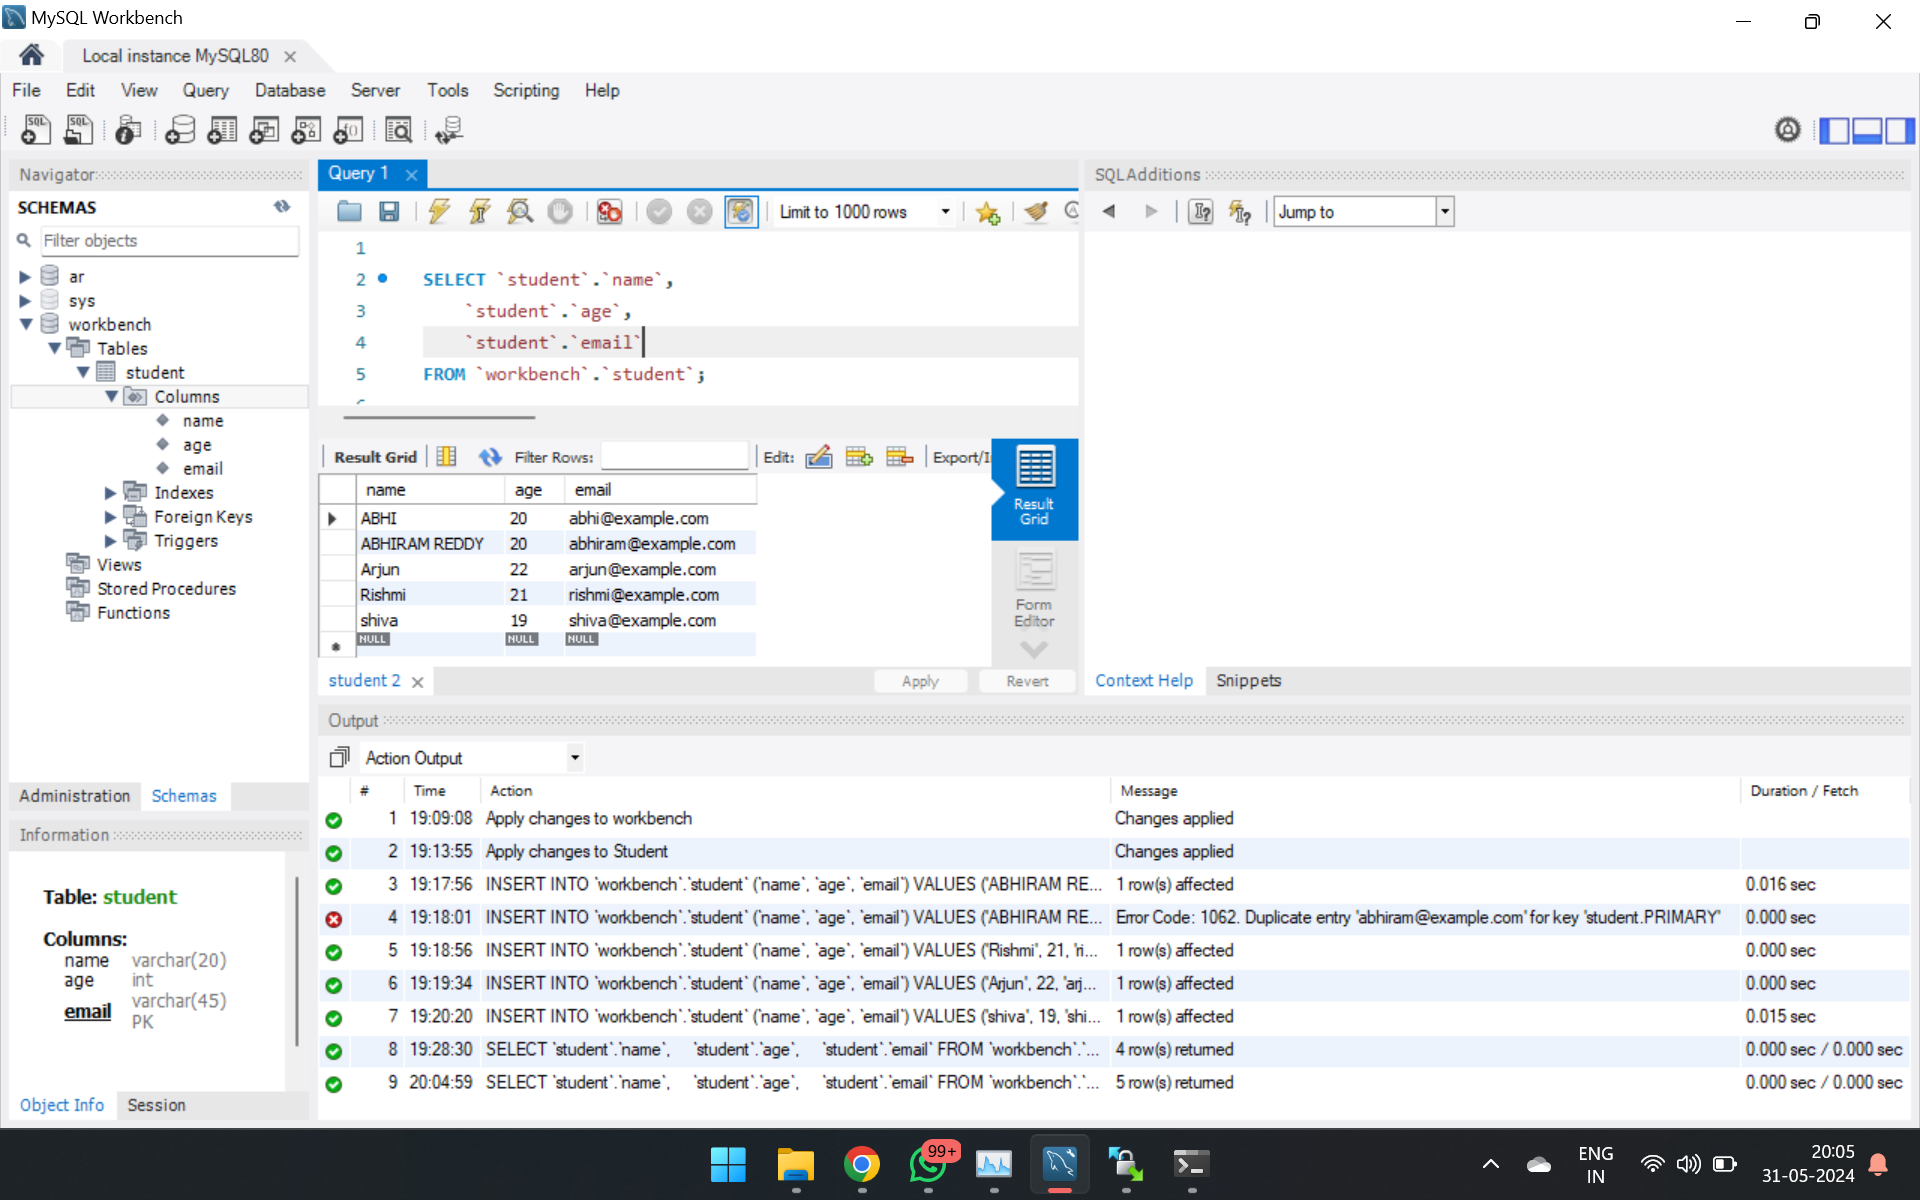 MySQL Workbench
Local instance MySQL80
File Edit View Query Database Server Tools Scripting Help
Navigator
SCHEMAS
Filter objects
ar
sys
workbench
Tables
student
Columns
name
age
email
Indexes
Foreign Keys
Triggers
Views
Stored Procedures
Functions
Administration Schemas
Information
Table: student
Columns:
name varchar(20)
age int
email varchar(45)
PK
Object Info Session
Query 1
Limit to 1000 rows
1
2 SELECT `student`.`name`,
3 `student`.`age`,
4 `student`.`email`
5 FROM `workbench`.`student`;
Result Grid Filter Rows: Edit: Export/I
name age email
ABHI 20 abhi@example.com
ABHIRAM REDDY 20 abhiram@example.com
Arjun 22 arjun@example.com
Rishmi 21 rishmi@example.com
shiva 19 shiva@example.com
NULL NULL NULL
Result
Grid
Form
Editor
student 2 Apply Revert
SQLAdditions
Jump to
Context Help Snippets
Output
Action Output
# Time Action Message Duration / Fetch
1 19:09:08 Apply changes to workbench Changes applied
2 19:13:55 Apply changes to Student Changes applied
3 19:17:56 INSERT INTO `workbench`.`student` (`name`, `age`, `email`) VALUES ('ABHIRAM RE... 1 row(s) affected 0.016 sec
4 19:18:01 INSERT INTO `workbench`.`student` (`name`, `age`, `email`) VALUES ('ABHIRAM RE... Error Code: 1062. Duplicate entry 'abhiram@example.com' for key 'student.PRIMARY' 0.000 sec
5 19:18:56 INSERT INTO `workbench`.`student` (`name`, `age`, `email`) VALUES ('Rishmi', 21, 'ri... 1 row(s) affected 0.000 sec
6 19:19:34 INSERT INTO `workbench`.`student` (`name`, `age`, `email`) VALUES ('Arjun', 22, 'arj... 1 row(s) affected 0.000 sec
7 19:20:20 INSERT INTO `workbench`.`student` (`name`, `age`, `email`) VALUES ('shiva', 19, 'shi... 1 row(s) affected 0.015 sec
8 19:28:30 SELECT `student`.`name`, `student`.`age`, `student`.`email` FROM `workbench`.`... 4 row(s) returned 0.000 sec / 0.000 sec
9 20:04:59 SELECT `student`.`name`, `student`.`age`, `student`.`email` FROM `workbench`.`... 5 row(s) returned 0.000 sec / 0.000 sec
99+
ENG
IN
20:05
31-05-2024